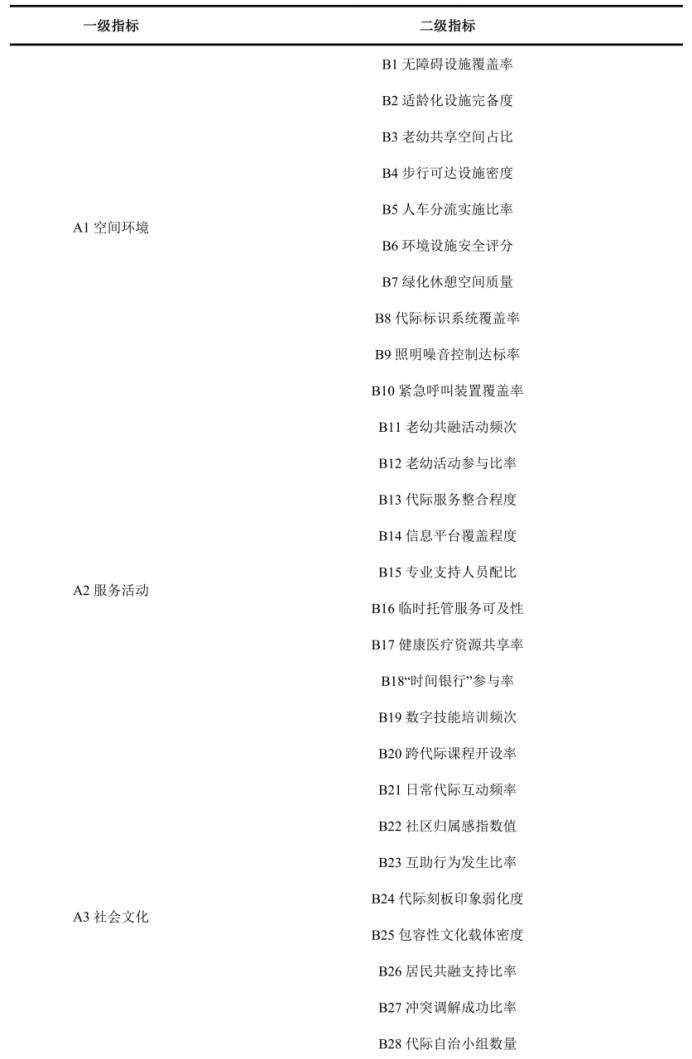 一级指标 二级指标
B1 无障碍设施覆盖率
B2 适龄化设施完备度
B3 老幼共享空间占比
B4 步行可达设施密度
B5 人车分流实施比率
A1 空间环境
B6 环境设施安全评分
B7 绿化休憩空间质量
B8 代际标识系统覆盖率
B9 照明噪音控制达标率
B10 紧急呼叫装置覆盖率
B11 老幼共融活动频次
B12 老幼活动参与比率
B13 代际服务整合程度
B14 信息平台覆盖程度
B15 专业支持人员配比
A2 服务活动
B16 临时托管服务可及性
B17 健康医疗资源共享率
B18“时间银行”参与率
B19 数字技能培训频次
B20 跨代际课程开设率
B21 日常代际互动频率
B22 社区归属感指数值
B23 互助行为发生比率
B24 代际刻板印象弱化度
A3 社会文化
B25 包容性文化载体密度
B26 居民共融支持比率
B27 冲突调解成功比率
B28 代际自治小组数量